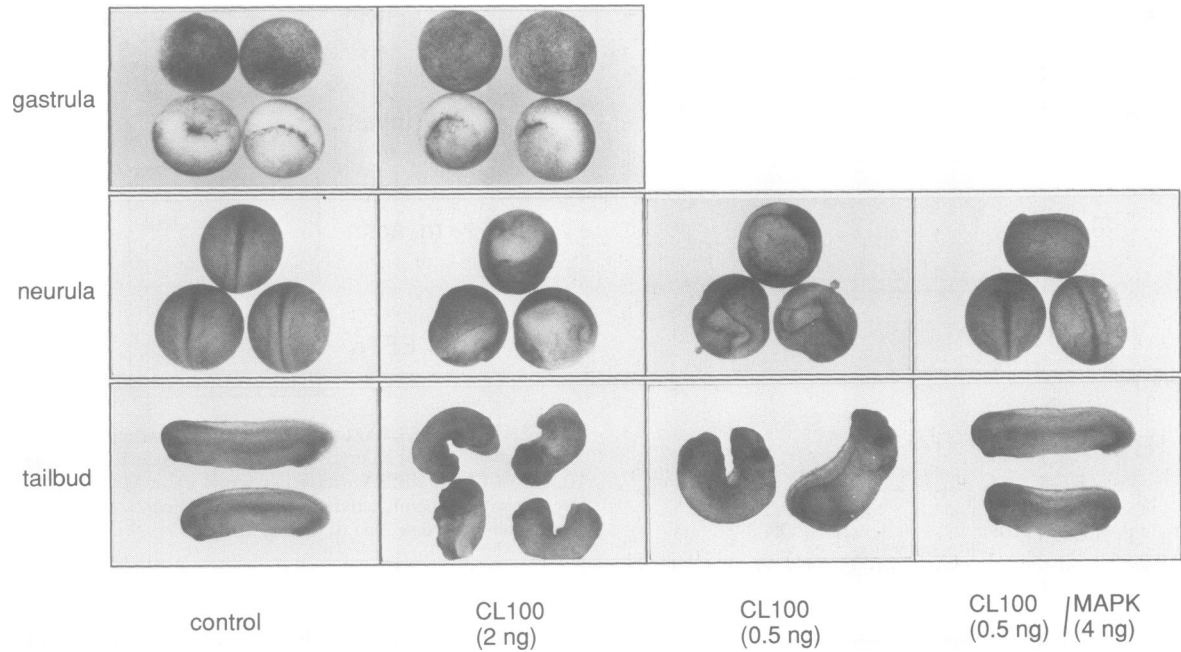 gastrula
neurula
tailbud
control
CL100
(2 ng)
CL100
(0.5 ng)
CL100 / MAPK
(0.5 ng) (4 ng)